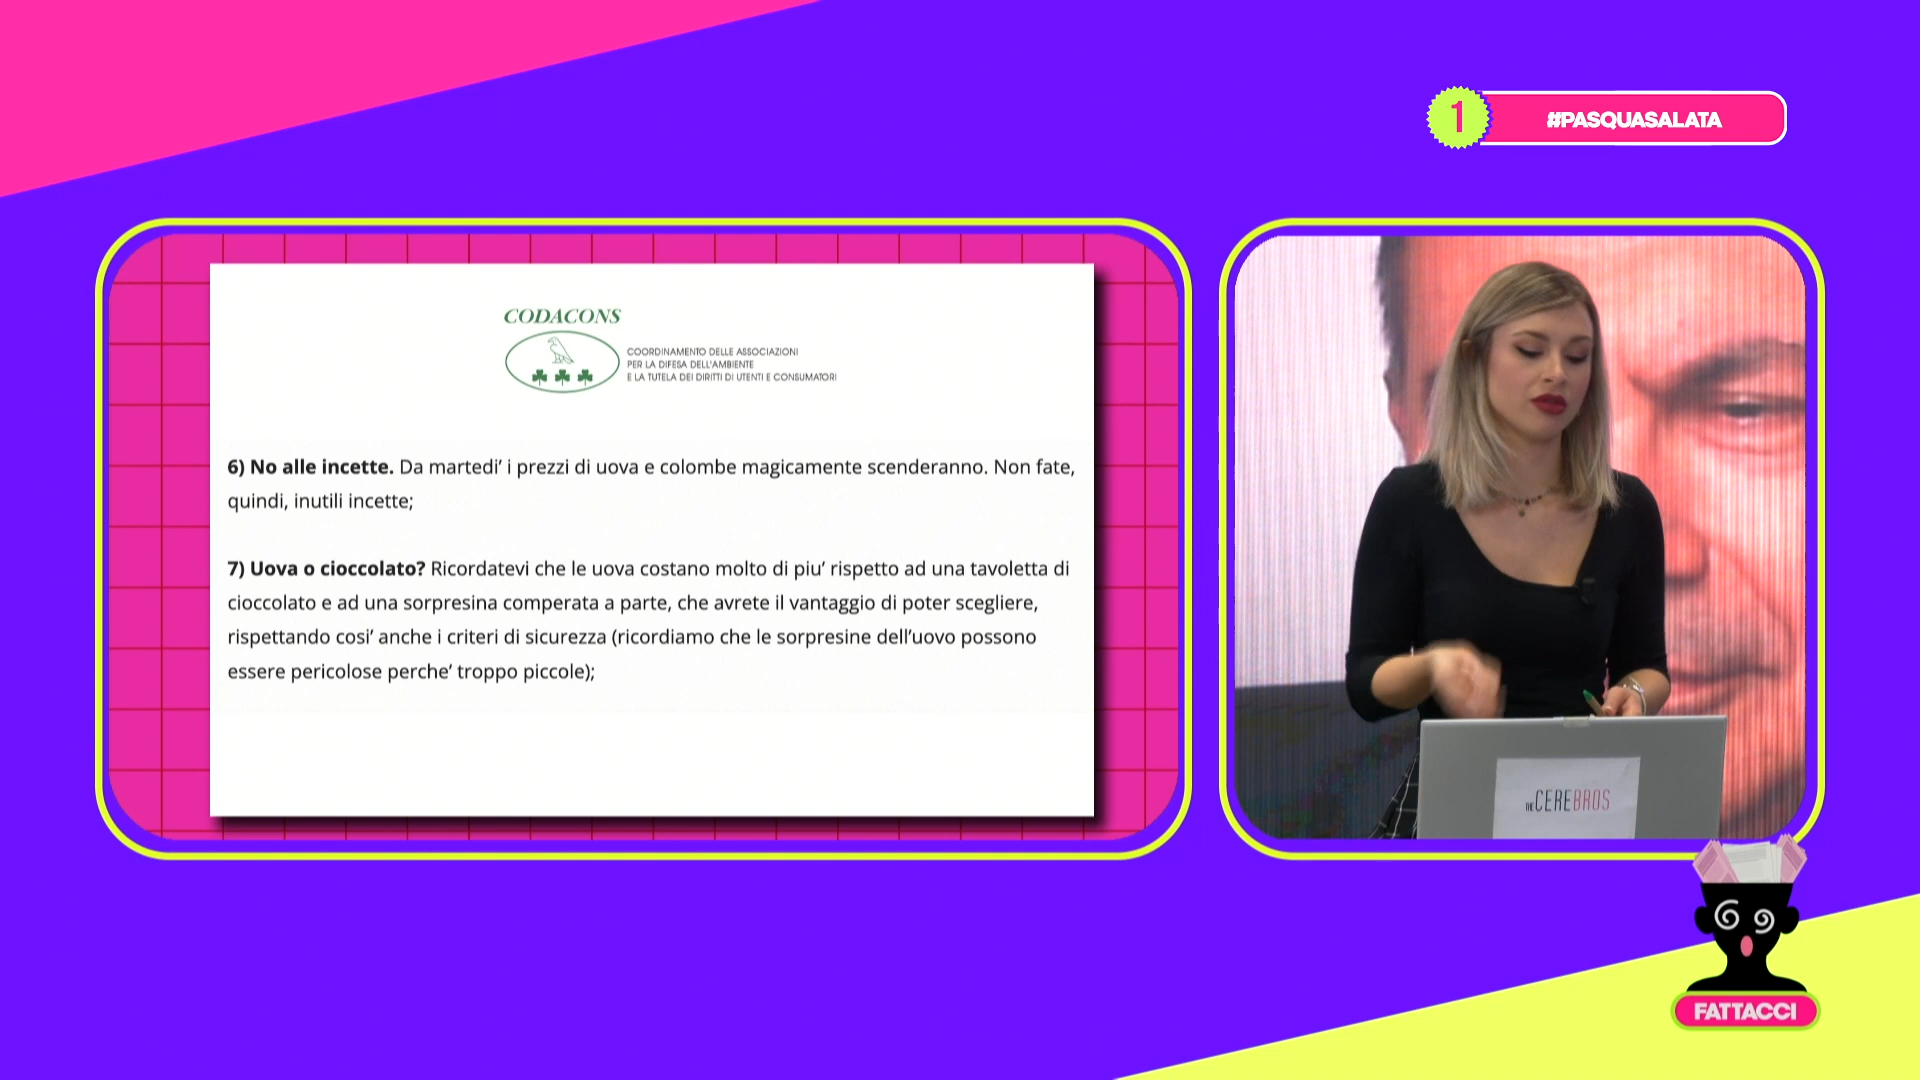 1
#PASQUASALATA
CODACONS
COORDINAMENTO DELLE ASSOCIAZIONI
PER LA DIFESA DELL'AMBIENTE
E LA TUTELA DEI DIRITTI DI UTENTI E CONSUMATORI
6) No alle incette. Da martedi' i prezzi di uova e colombe magicamente scenderanno. Non fate,
quindi, inutili incette;
7) Uova o cioccolato? Ricordatevi che le uova costano molto di piu' rispetto ad una tavoletta di
cioccolato e ad una sorpresina comperata a parte, che avrete il vantaggio di poter scegliere,
rispettando cosi' anche i criteri di sicurezza (ricordiamo che le sorpresine dell'uovo possono
essere pericolose perche' troppo piccole);
THE CEREBROS
FATTACCI